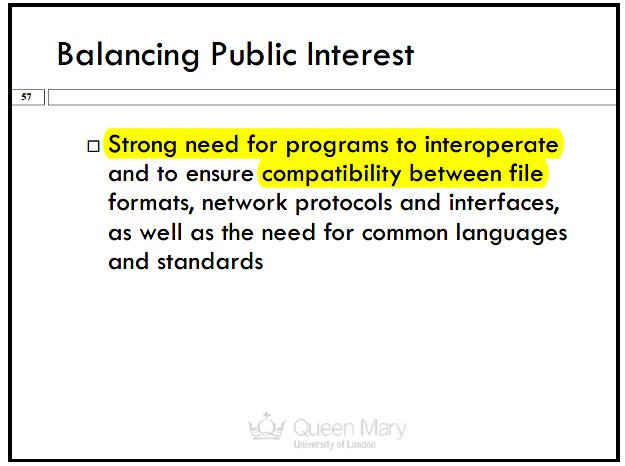 Balancing Public Interest
57
Strong need for programs to interoperate
and to ensure compatibility between file
formats, network protocols and interfaces,
as well as the need for common languages
and standards
Queen Mary
University of London